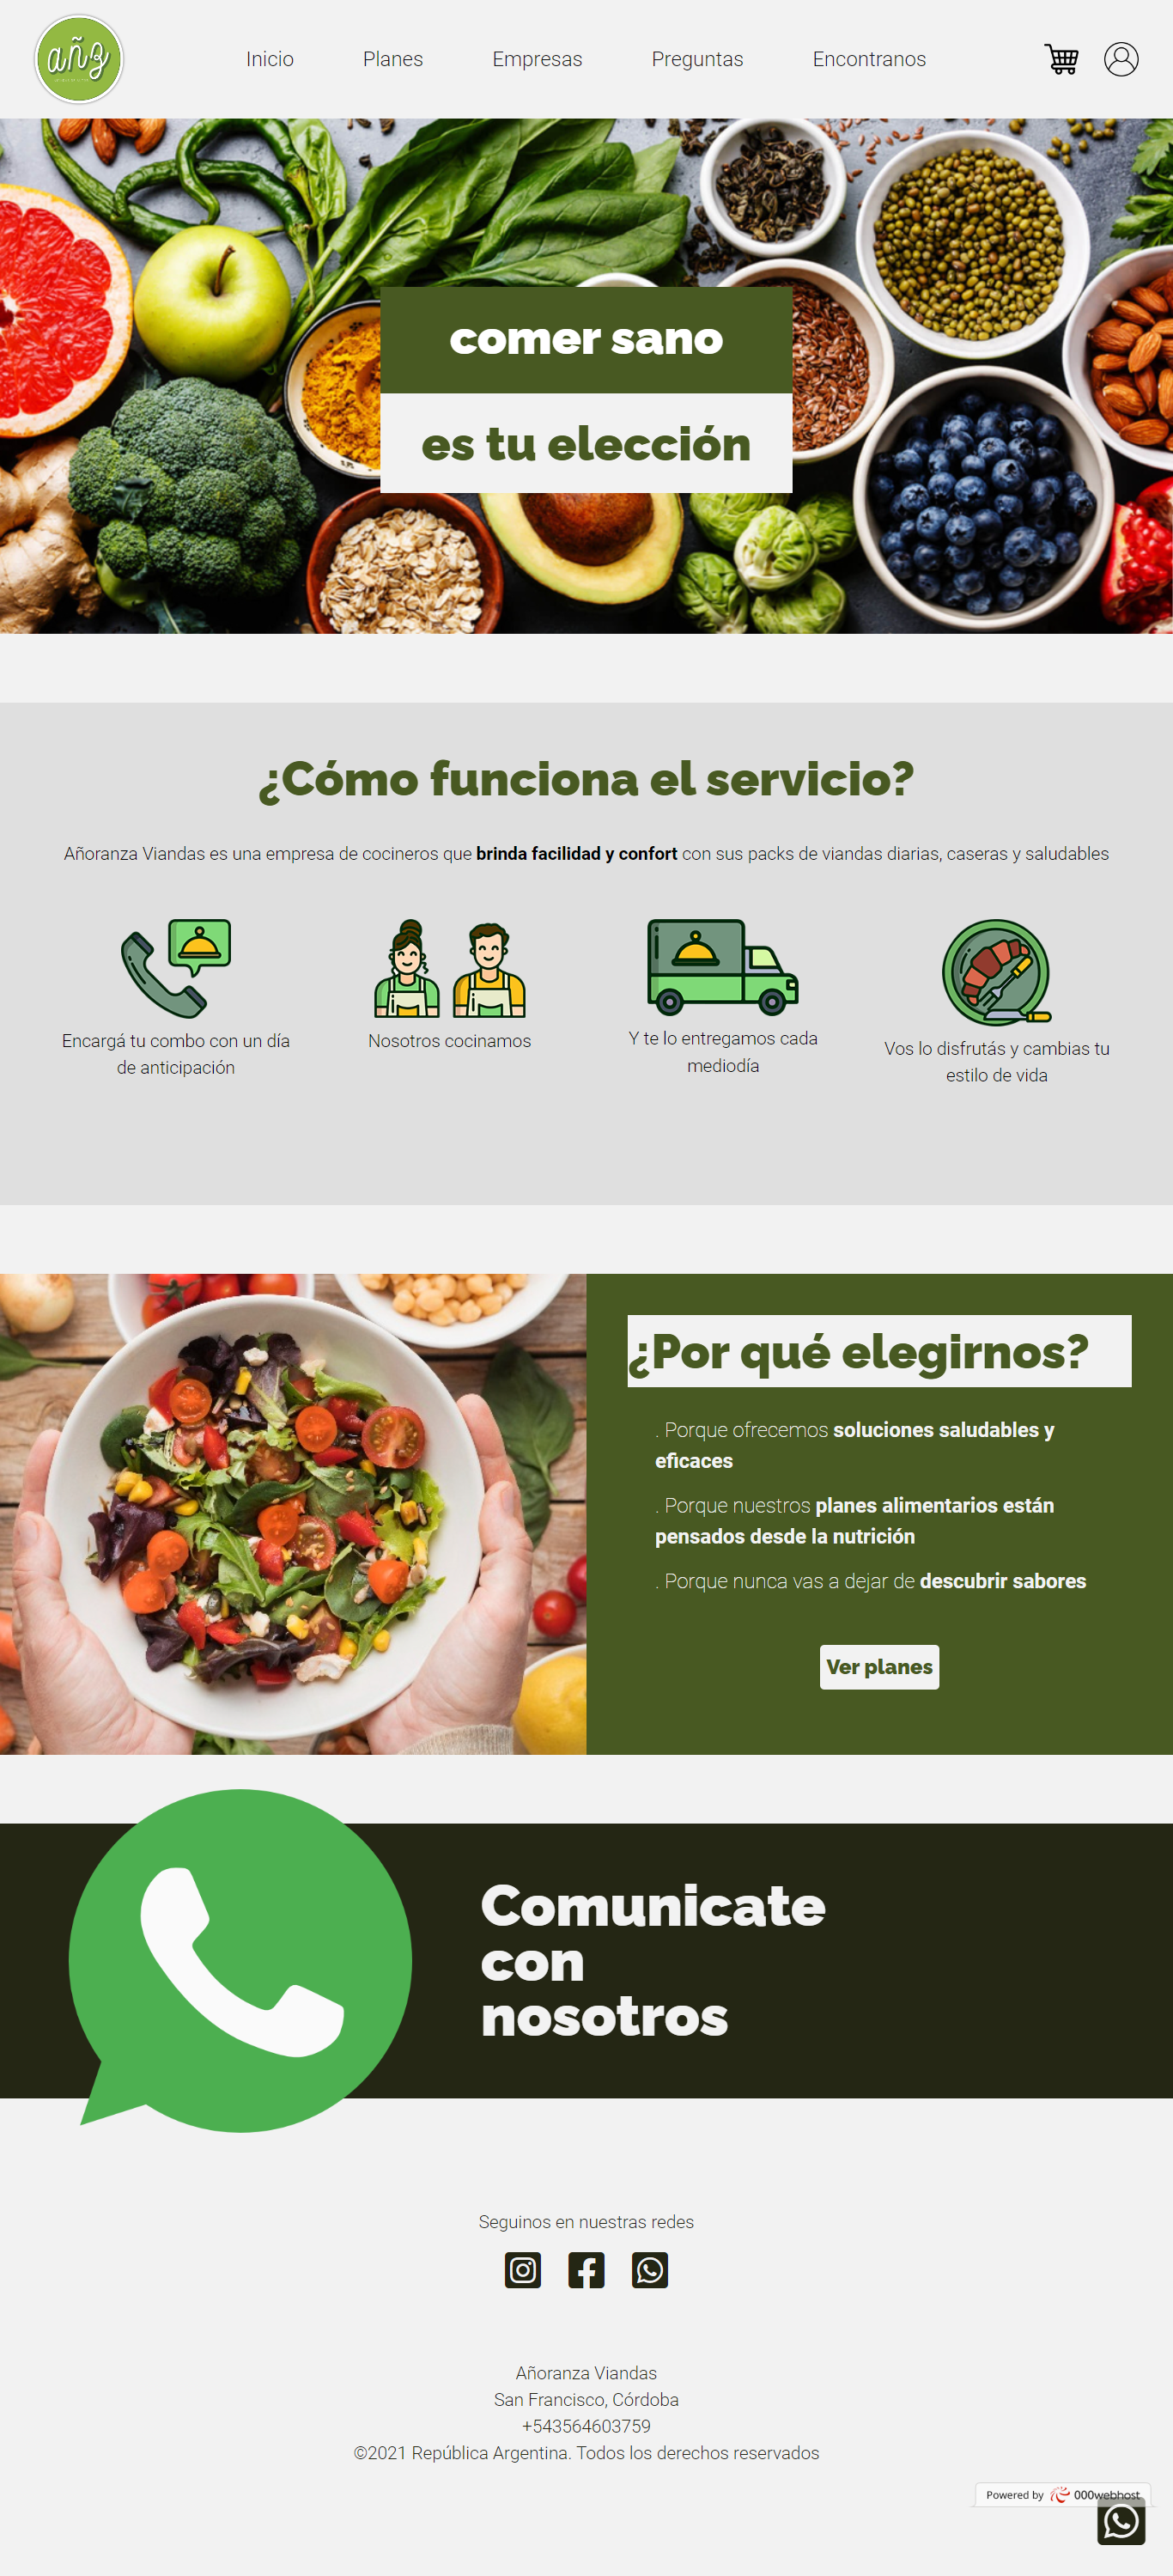 añz
Inicio
Planes
Empresas
Preguntas
Encontranos
comer sano
es tu elección
¿Cómo funciona el servicio?
Añoranza Viandas es una empresa de cocineros que brinda facilidad y confort con sus packs de viandas diarias, caseras y saludables
Encargá tu combo con un día
de anticipación
Nosotros cocinamos
Y te lo entregamos cada
mediodía
Vos lo disfrutás y cambias tu
estilo de vida
¿Por qué elegirnos?
. Porque ofrecemos soluciones saludables y
eficaces
. Porque nuestros planes alimentarios están
pensados desde la nutrición
. Porque nunca vas a dejar de descubrir sabores
Ver planes
Comunicate
con
nosotros
Seguinos en nuestras redes
Añoranza Viandas
San Francisco, Córdoba
+543564603759
©2021 República Argentina. Todos los derechos reservados
Powered by 000webhost